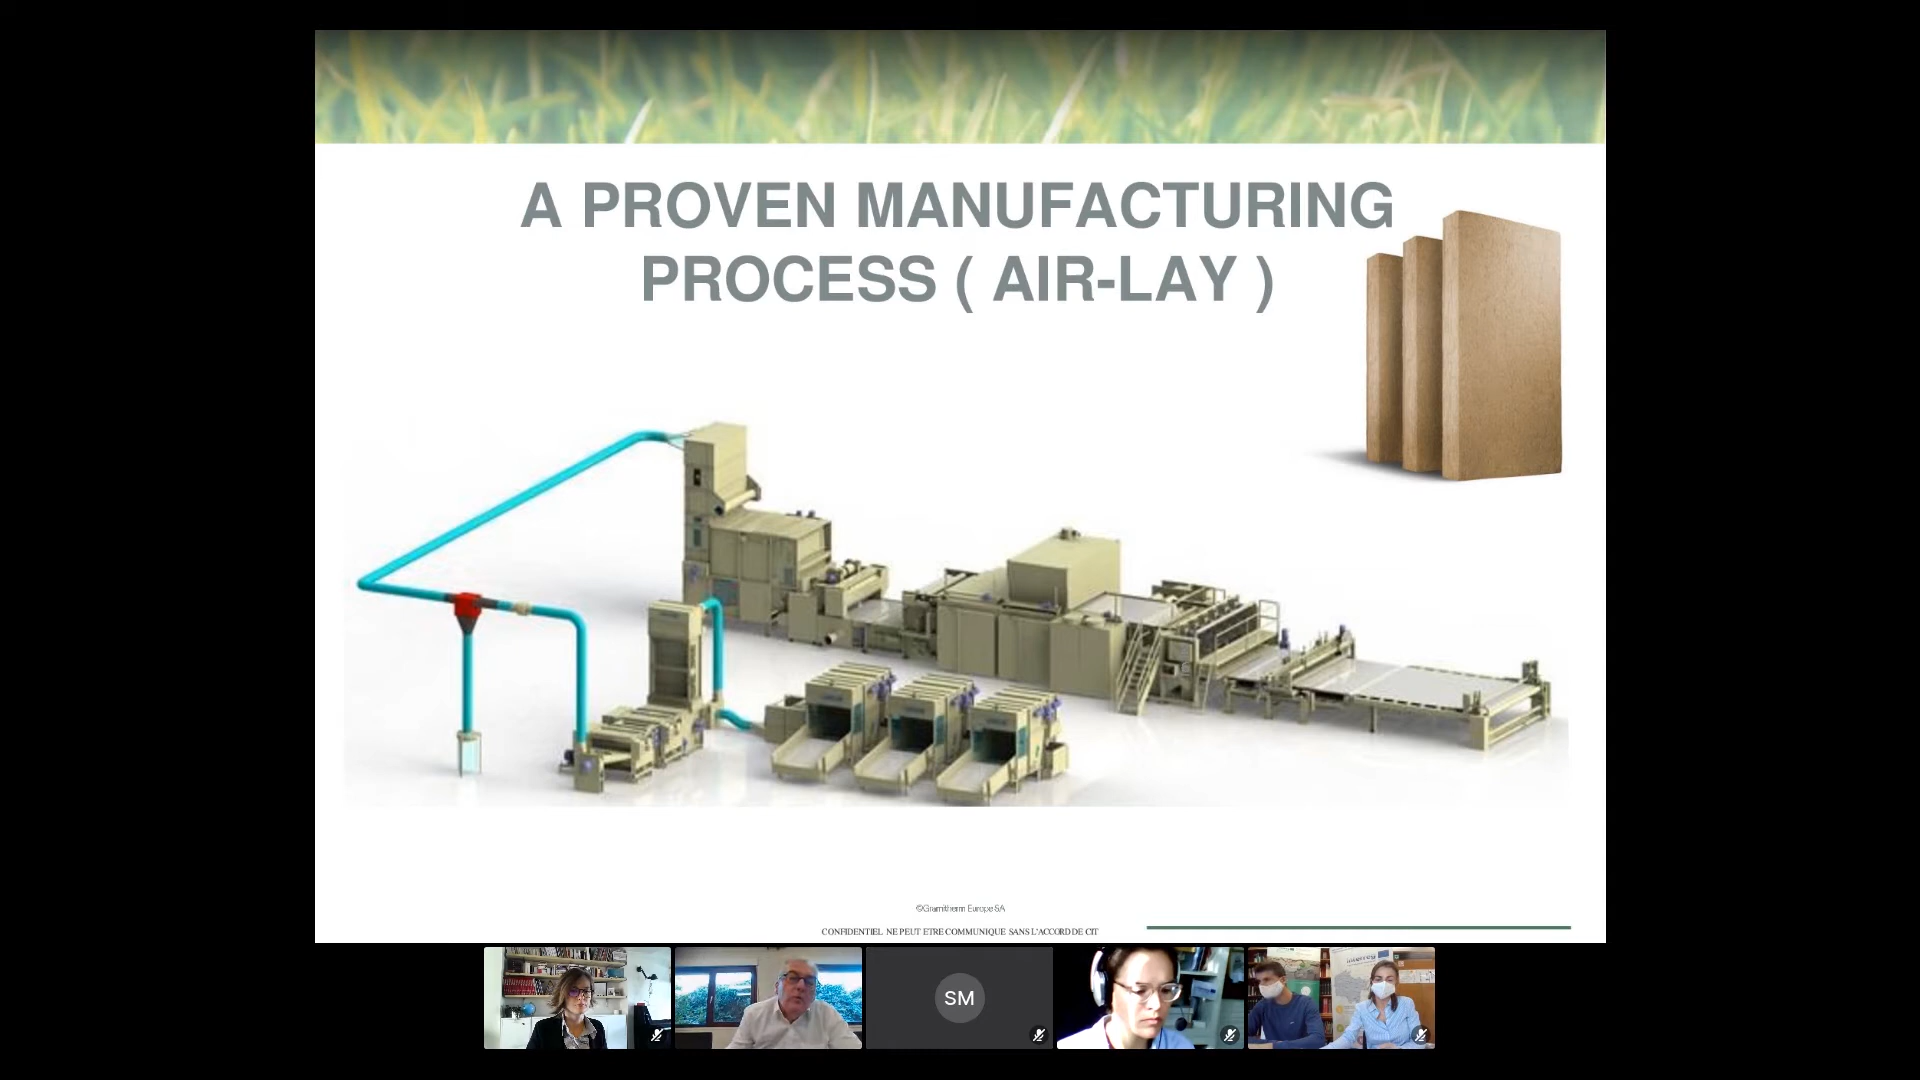 A PROVEN MANUFACTURING
PROCESS ( AIR-LAY )
©Gramitherm Europe SA
CONFIDENTIEL NE PEUT ETRE COMMUNIQUE SANS L'ACCORD DE CIT
SM